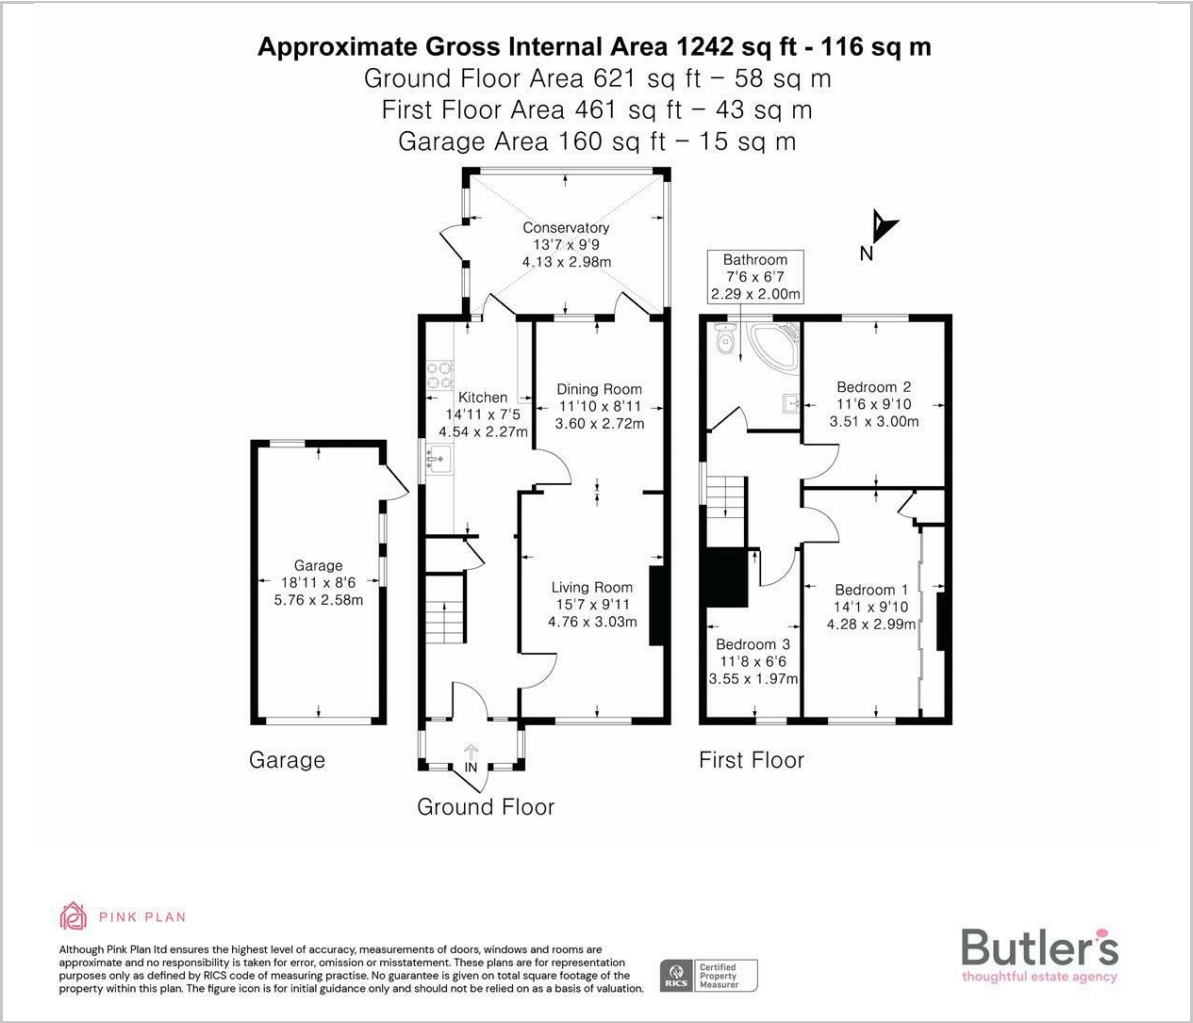 Approximate Gross Internal Area 1242 sq ft - 116 sq m
Ground Floor Area 621 sq ft – 58 sq m
First Floor Area 461 sq ft – 43 sq m
Garage Area 160 sq ft – 15 sq m
Conservatory
13'7 x 9'9
4.13 x 2.98m
N
Bathroom
7'6 x 6'7
2.29 x 2.00m
Kitchen
14'11 x 7'5
4.54 x 2.27m
Dining Room
11'10 x 8'11
3.60 x 2.72m
Bedroom 2
11'6 x 9'10
3.51 x 3.00m
Garage
18'11 x 8'6
5.76 x 2.58m
Living Room
15'7 x 9'11
4.76 x 3.03m
Bedroom 1
14'1 x 9'10
4.28 x 2.99m
Bedroom 3
11'8 x 6'6
3.55 x 1.97m
IN
Garage
Ground Floor
First Floor
PINK PLAN
Although Pink Plan ltd ensures the highest level of accuracy, measurements of doors, windows and rooms are
approximate and no responsibility is taken for error, omission or misstatement. These plans are for representation
purposes only as defined by RICS code of measuring practise. No guarantee is given on total square footage of the
property within this plan. The figure icon is for initial guidance only and should not be relied on as a basis of valuation.
RICS
Certified
Property
Measurer
Butler's
thoughtful estate agency